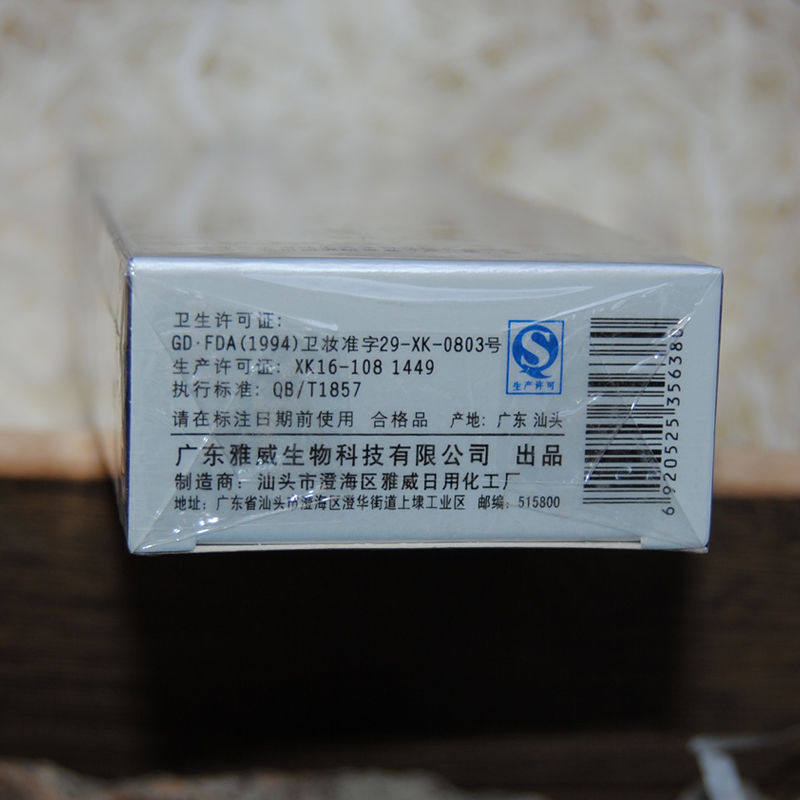 卫生许可证:
GD·FDA(1994)卫妆准字29-XK-0803号
生产许可证: XK16-108 1449
执行标准: QB/T1857
请在标注日期前使用 合格品 产地: 广东 汕头
广东雅威生物科技有限公司 出品
制造商: 汕头市澄海区雅威日用化工厂
地址: 广东省汕头市澄海区澄华街道上埭工业区 邮编: 515800
生产许可
6920525356380